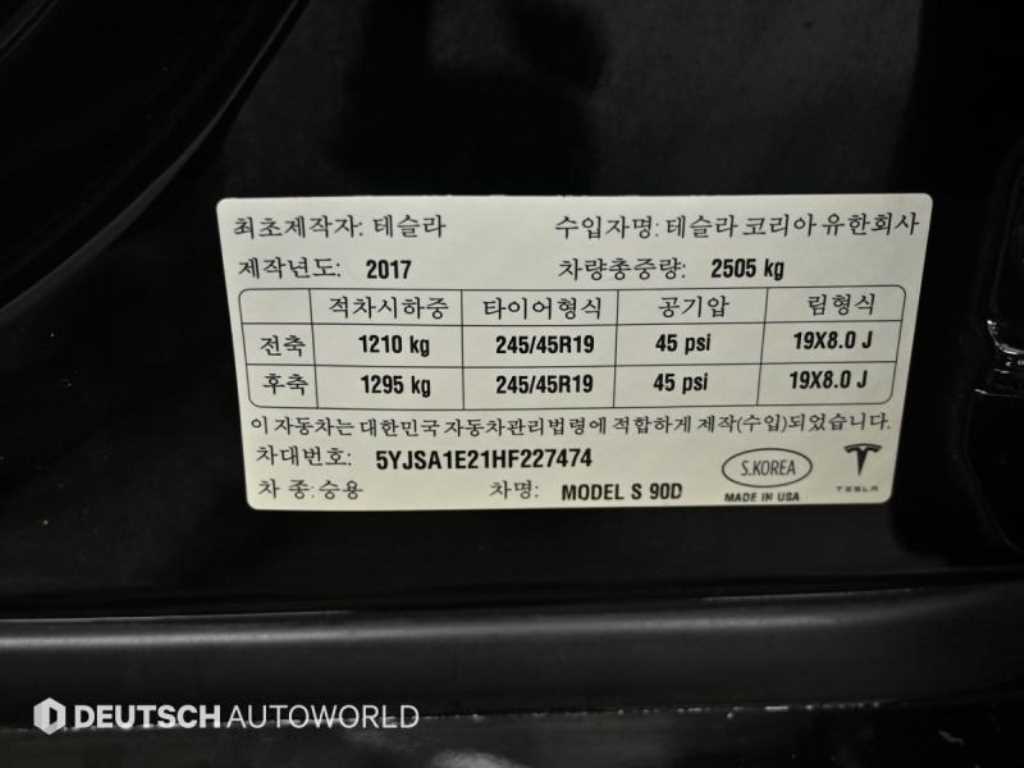 최초제작자: 테슬라 수입자명: 테슬라 코리아 유한회사
제작년도: 2017 차량총중량: 2505 kg
적차시하중 타이어형식 공기압 림형식
전축 1210 kg 245/45R19 45 psi 19X8.0 J
후축 1295 kg 245/45R19 45 psi 19X8.0 J
이 자동차는 대한민국 자동차관리법령에 적합하게 제작(수입)되었습니다.
차대번호: 5YJSA1E21HF227474 S.KOREA
차 종: 승용 차명: MODEL S 90D MADE IN USA TESLA
DEUTSCH AUTOWORLD